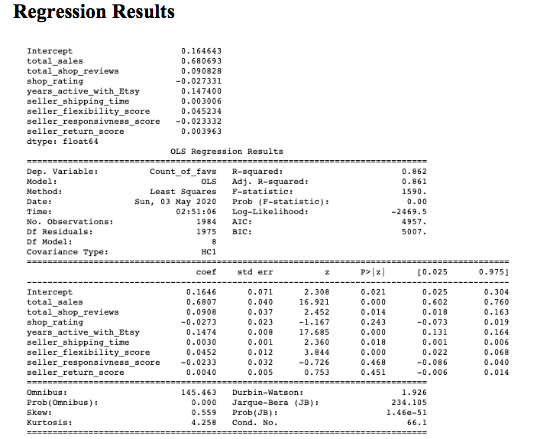 Regression Results
Intercept 0.164643
total_sales 0.680693
total_shop_reviews 0.090828
shop_rating -0.027331
years_active_with_Etsy 0.147400
seller_shipping_time 0.003006
seller_flexibility_score 0.045234
seller_responsivness_score -0.023332
seller_return_score 0.003963
dtype: float64
OLS Regression Results
Dep. Variable: Count_of_favs R-squared: 0.862
Model: OLS Adj. R-squared: 0.861
Method: Least Squares F-statistic: 1590.
Date: Sun, 03 May 2020 Prob (F-statistic): 0.00
Time: 02:51:06 Log-Likelihood: -2469.5
No. Observations: 1984 AIC: 4957.
Df Residuals: 1975 BIC: 5007.
Df Model: 8
Covariance Type: HC1
coef std err z P>|z| [0.025 0.975]
Intercept 0.1646 0.071 2.308 0.021 0.025 0.304
total_sales 0.6807 0.040 16.921 0.000 0.602 0.760
total_shop_reviews 0.0908 0.037 2.452 0.014 0.018 0.163
shop_rating -0.0273 0.023 -1.167 0.243 -0.073 0.019
years_active_with_Etsy 0.1474 0.008 17.685 0.000 0.131 0.164
seller_shipping_time 0.0030 0.001 2.360 0.018 0.001 0.006
seller_flexibility_score 0.0452 0.012 3.844 0.000 0.022 0.068
seller_responsivness_score -0.0233 0.032 -0.726 0.468 -0.086 0.040
seller_return_score 0.0040 0.005 0.753 0.451 -0.006 0.014
Omnibus: 145.463 Durbin-Watson: 1.926
Prob(Omnibus): 0.000 Jarque-Bera (JB): 234.105
Skew: 0.559 Prob(JB): 1.46e-51
Kurtosis: 4.258 Cond. No. 66.1